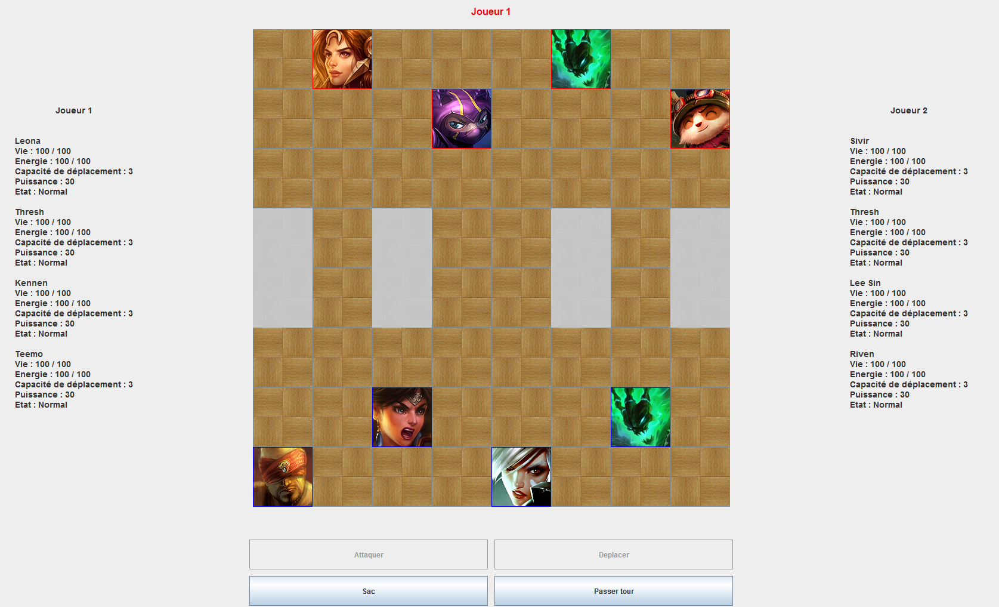 Joueur 1
Joueur 1
Leona
Vie : 100 / 100
Energie : 100 / 100
Capacité de déplacement : 3
Puissance : 30
Etat : Normal
Thresh
Vie : 100 / 100
Energie : 100 / 100
Capacité de déplacement : 3
Puissance : 30
Etat : Normal
Kennen
Vie : 100 / 100
Energie : 100 / 100
Capacité de déplacement : 3
Puissance : 30
Etat : Normal
Teemo
Vie : 100 / 100
Energie : 100 / 100
Capacité de déplacement : 3
Puissance : 30
Etat : Normal
Joueur 2
Sivir
Vie : 100 / 100
Energie : 100 / 100
Capacité de déplacement : 3
Puissance : 30
Etat : Normal
Thresh
Vie : 100 / 100
Energie : 100 / 100
Capacité de déplacement : 3
Puissance : 30
Etat : Normal
Lee Sin
Vie : 100 / 100
Energie : 100 / 100
Capacité de déplacement : 3
Puissance : 30
Etat : Normal
Riven
Vie : 100 / 100
Energie : 100 / 100
Capacité de déplacement : 3
Puissance : 30
Etat : Normal
Attaquer
Deplacer
Sac
Passer tour